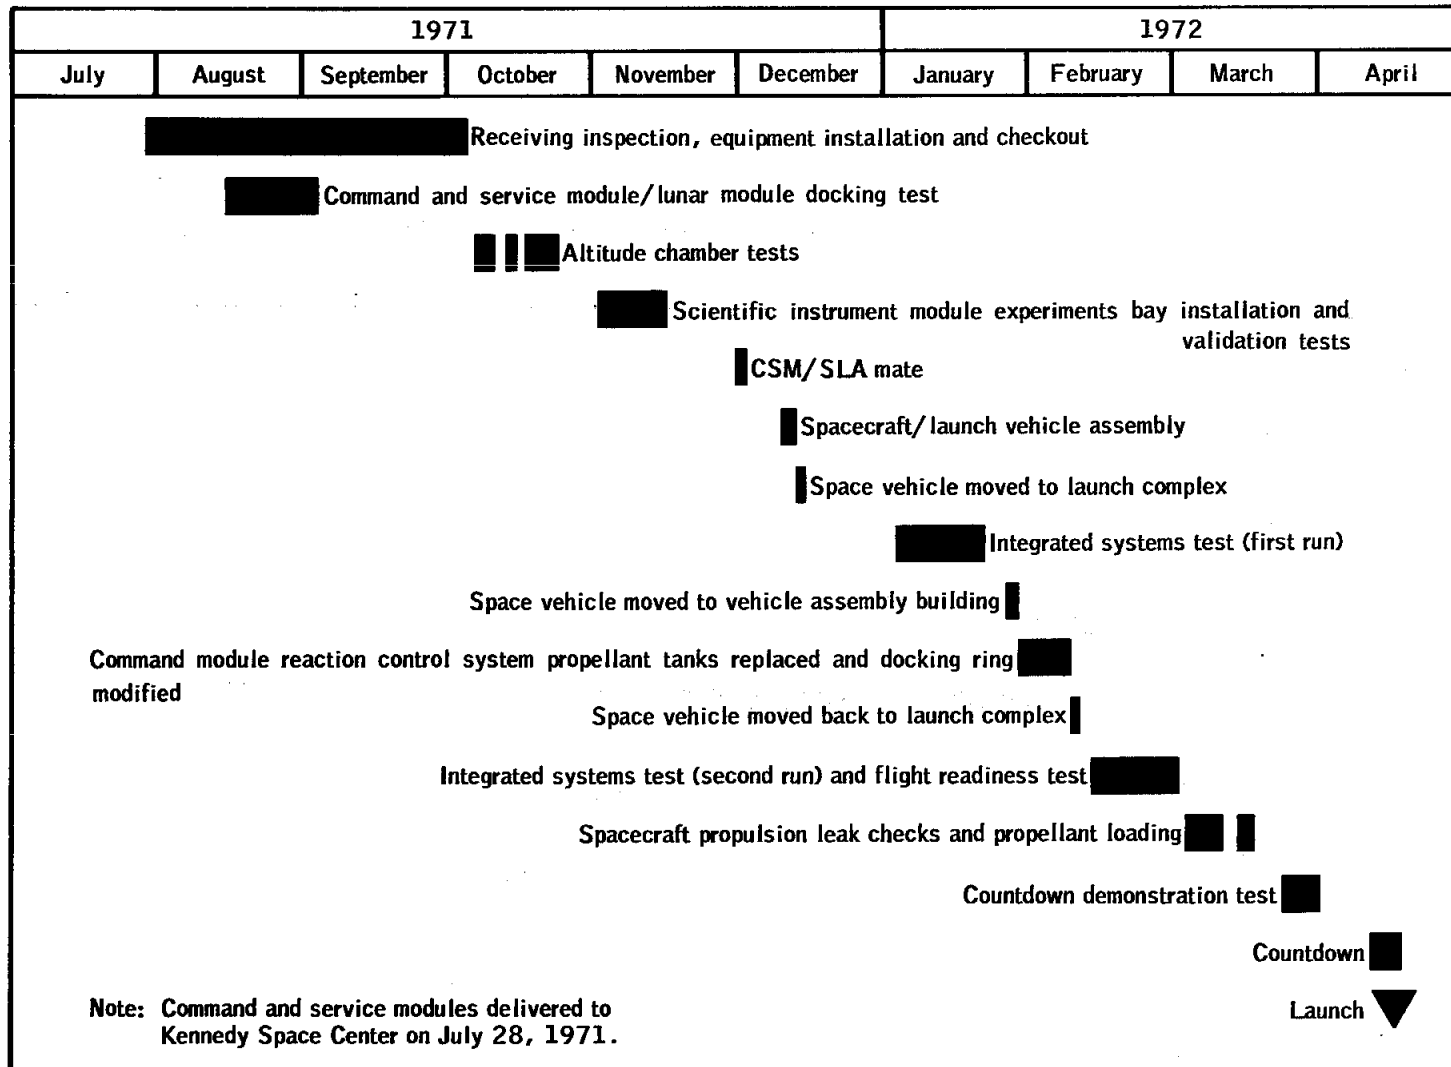 1971
1972
July
August
September
October
November
December
January
February
March
April
Receiving inspection, equipment installation and checkout
Command and service module/lunar module docking test
Altitude chamber tests
Scientific instrument module experiments bay installation and
validation tests
CSM/SLA mate
Spacecraft/launch vehicle assembly
Space vehicle moved to launch complex
Integrated systems test (first run)
Space vehicle moved to vehicle assembly building
Command module reaction control system propellant tanks replaced and docking ring
modified
Space vehicle moved back to launch complex
Integrated systems test (second run) and flight readiness test
Spacecraft propulsion leak checks and propellant loading
Countdown demonstration test
Countdown
Launch
Note: Command and service modules delivered to
Kennedy Space Center on July 28, 1971.